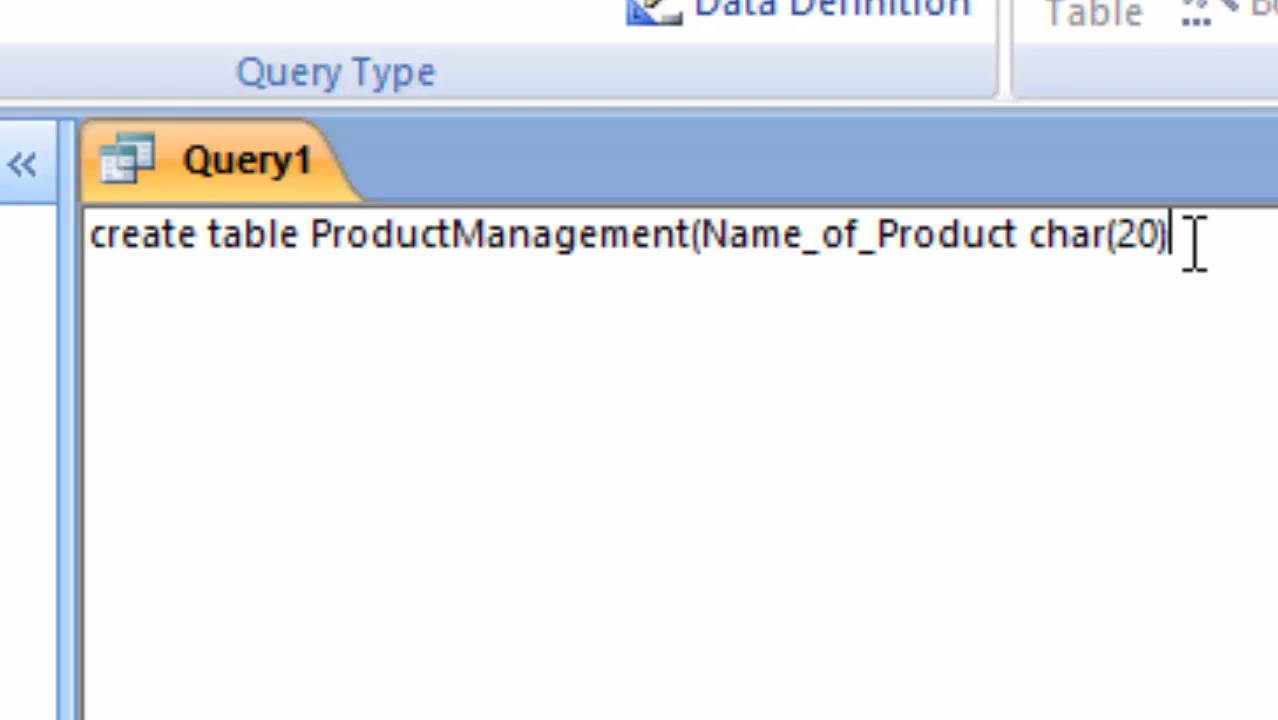 Data Definition
Table
Query Type
Query1
create table ProductManagement(Name_of_Product char(20)